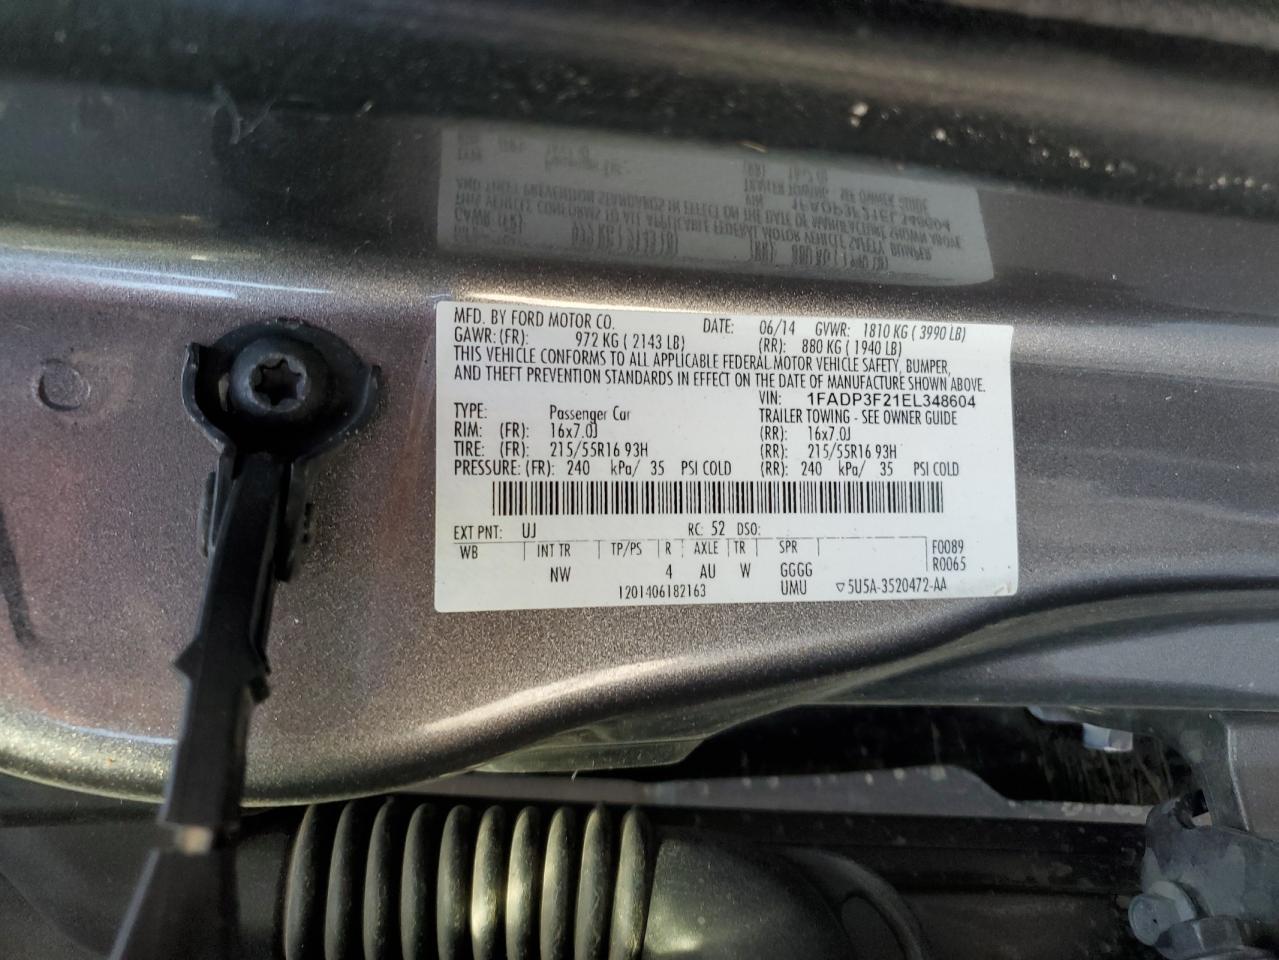 MFD. BY FORD MOTOR CO. DATE: 06/14 GVWR: 1810 KG ( 3990 LB)
GAWR: (FR): 972 KG ( 2143 LB) (RR): 880 KG ( 1940 LB)
THIS VEHICLE CONFORMS TO ALL APPLICABLE FEDERAL MOTOR VEHICLE SAFETY, BUMPER,
AND THEFT PREVENTION STANDARDS IN EFFECT ON THE DATE OF MANUFACTURE SHOWN ABOVE.
VIN: 1FADP3F21EL348604
TYPE: Passenger Car TRAILER TOWING - SEE OWNER GUIDE
RIM: (FR): 16x7.0J (RR): 16x7.0J
TIRE: (FR): 215/55R16 93H (RR): 215/55R16 93H
PRESSURE: (FR): 240 kPa/ 35 PSI COLD (RR): 240 kPa/ 35 PSI COLD
EXT PNT: UJ RC: 52 DSO:
WB INT TR TP/PS R AXLE TR SPR F0089
NW 4 AU W GGGG R0065
1201406182163 UMU ▽5U5A-3520472-AA